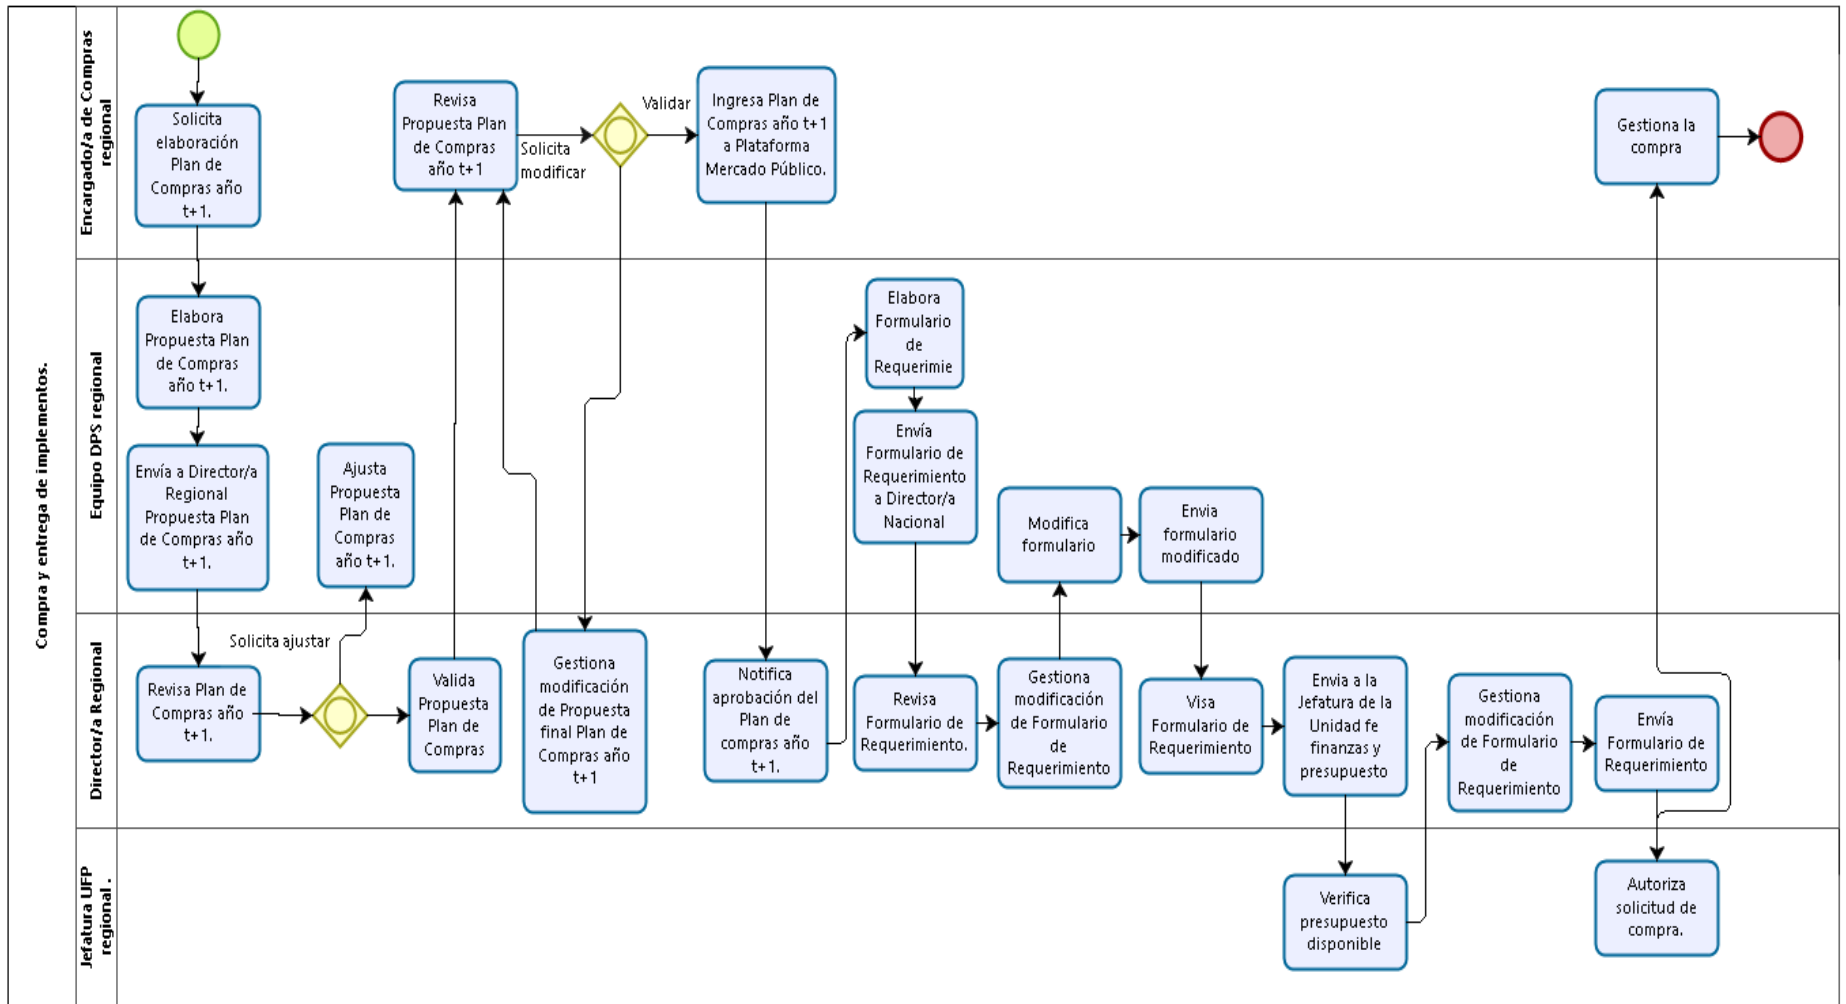 Compra y entrega de implementos.
Encargado/a de Compras
regional
Solicita
elaboración
Plan de
Compras año
t+1.
Revisa
Propuesta Plan
de Compras
año t+1
Solicita
modificar
Validar
Ingresa Plan de
Compras año t+1
a Plataforma
Mercado Público.
Gestiona la
compra
Equipo DPS regional
Elabora
Propuesta Plan
de Compras
año t+1.
Envía a Director/a
Regional
Propuesta Plan
de Compras año
t+1.
Ajusta
Propuesta
Plan de
Compras
año t+1.
Elabora
Formulario
de
Requerimie
Envía
Formulario de
Requerimiento
a Director/a
Nacional
Modifica
formulario
Envia
formulario
modificado
Director/a Regional
Revisa Plan de
Compras año
t+1.
Solicita ajustar
Valida
Propuesta
Plan de
Compras
Gestiona
modificación
de Propuesta
final Plan de
Compras año
t+1
Notifica
aprobación del
Plan de
compras año
t+1.
Revisa
Formulario de
Requerimiento.
Gestiona
modificación
de Formulario
de
Requerimiento
Visa
Formulario de
Requerimiento
Envia a la
Jefatura de la
Unidad fe
finanzas y
presupuesto
Gestiona
modificación
de Formulario
de
Requerimiento
Envía
Formulario de
Requerimiento
Jefatura UFP
regional .
Verifica
presupuesto
disponible
Autoriza
solicitud de
compra.